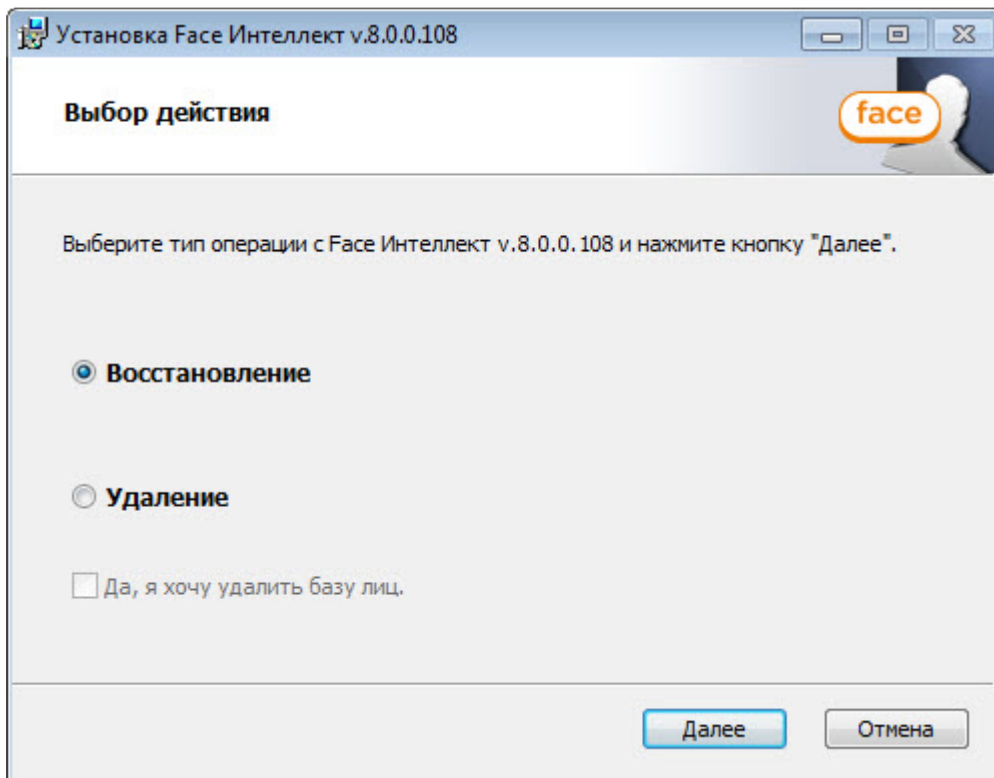 Установка Face Интеллект v.8.0.0.108
Выбор действия
face
Выберите тип операции с Face Интеллект v.8.0.0.108 и нажмите кнопку "Далее".
Восстановление
Удаление
Да, я хочу удалить базу лиц.
Далее
Отмена